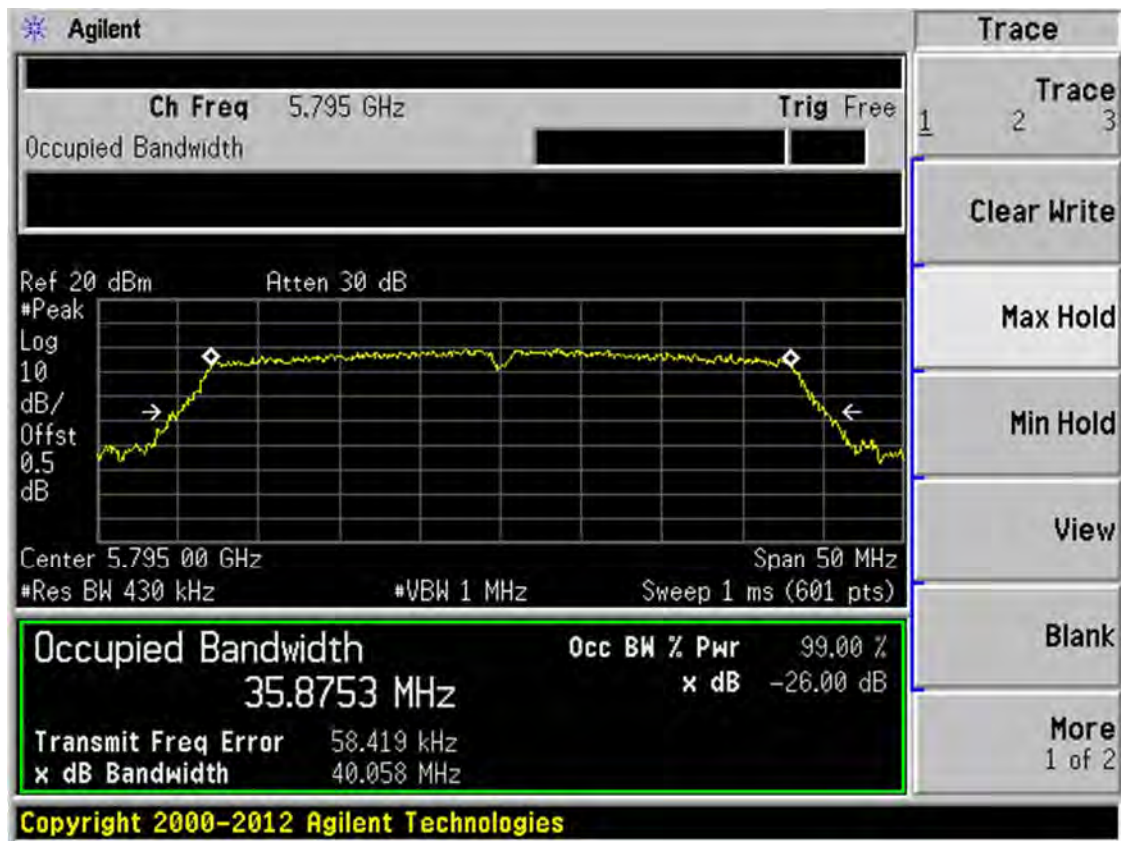 Agilent
Trace
Ch Freq 5.795 GHz Trig Free
Occupied Bandwidth
Trace
1 2 3
Clear Write
Max Hold
Min Hold
View
Blank
More
1 of 2
Ref 20 dBm Atten 30 dB
#Peak
Log
10
dB/
Offst
0.5
dB
Center 5.795 00 GHz Span 50 MHz
#Res BW 430 kHz #VBW 1 MHz Sweep 1 ms (601 pts)
Occupied Bandwidth
35.8753 MHz
Occ BW % Pwr 99.00 %
x dB -26.00 dB
Transmit Freq Error 58.419 kHz
x dB Bandwidth 40.058 MHz
Copyright 2000-2012 Agilent Technologies